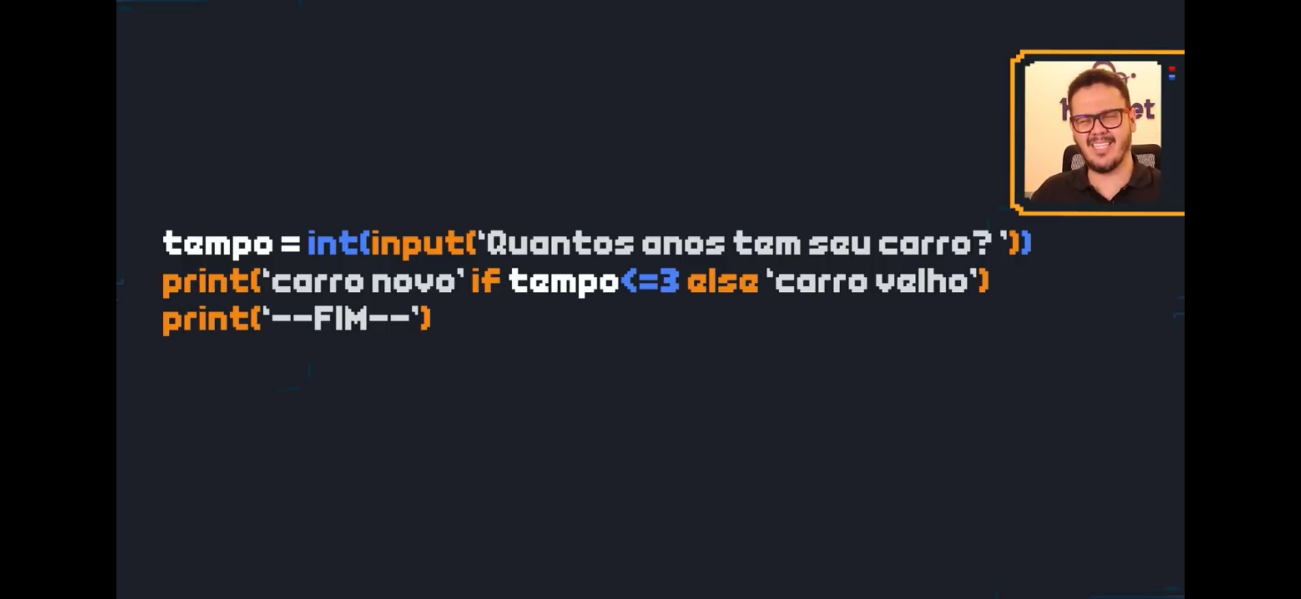 tempo = int(input(‘Quantos anos tem seu carro? ’))
print(‘carro novo’ if tempo<=3 else ‘carro velho’)
print(‘--FIM--’)